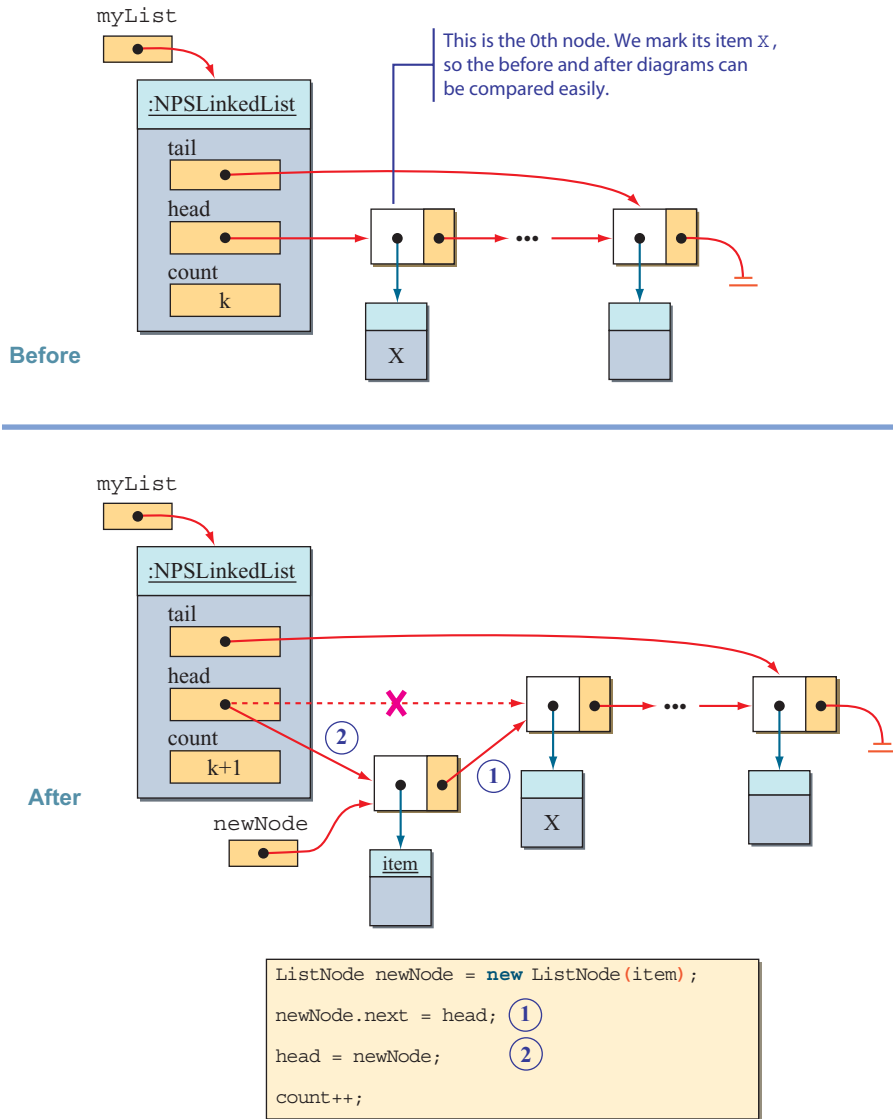 myList
This is the 0th node. We mark its item X,
so the before and after diagrams can
be compared easily.
:NPSLinkedList
tail
head
...
count
k
X
Before
myList
:NPSLinkedList
tail
head
...
count
2
1
k+1
After
X
newNode
item
ListNode newNode = new ListNode(item);
newNode.next = head; 1
head = newNode; 2
count++;